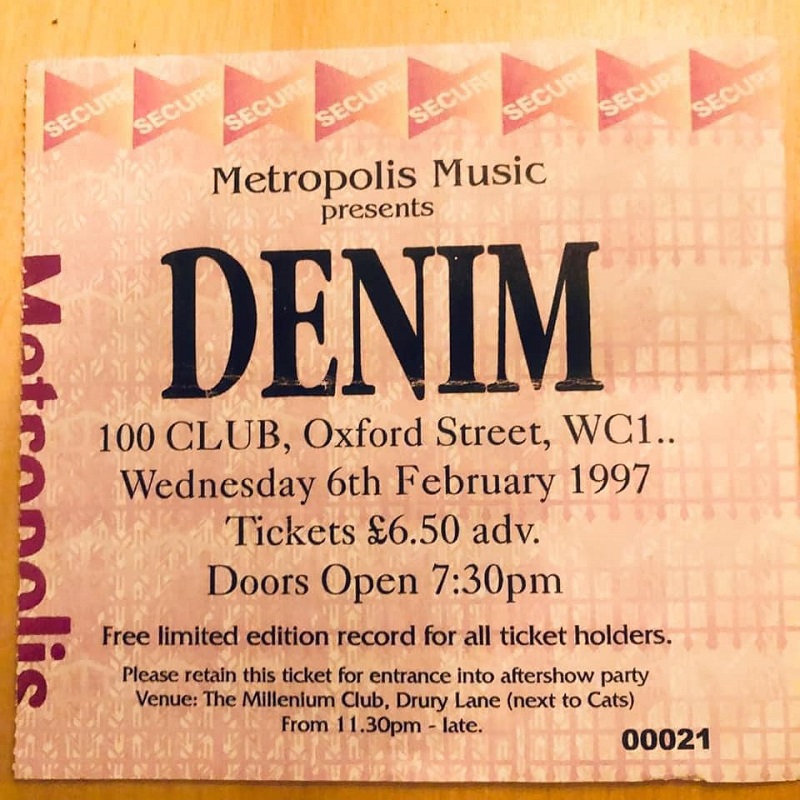 SECURE SECURE SECURE SECURE SECURE SECURE SECURE SECURE
Metropolis Music
presents
DENIM
100 CLUB, Oxford Street, WC1..
Wednesday 6th February 1997
Tickets £6.50 adv.
Doors Open 7:30pm
Free limited edition record for all ticket holders.
Please retain this ticket for entrance into aftershow party
Venue: The Millenium Club, Drury Lane (next to Cats)
From 11.30pm - late.
00021
Metropolis